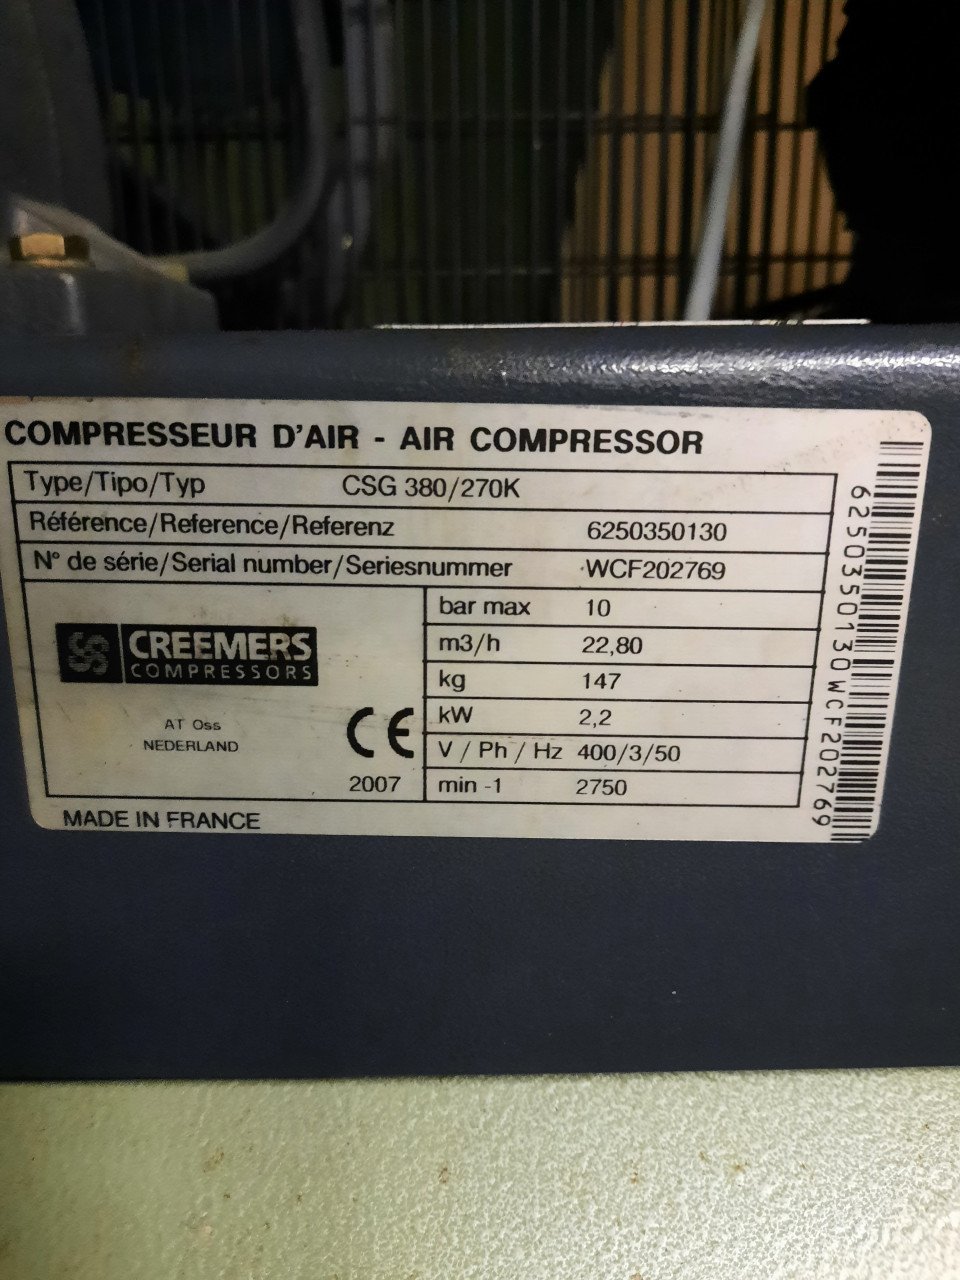 COMPRESSEUR D'AIR - AIR COMPRESSOR
Type/Tipo/Typ CSG 380/270K
Référence/Reference/Referenz 6250350130
N° de série/Serial number/Seriesnummer WCF202769
bar max 10
m3/h 22,80
kg 147
kW 2,2
V / Ph / Hz 400/3/50
min -1 2750
CREEMERS
COMPRESSORS
AT Oss
NEDERLAND
CE
2007
MADE IN FRANCE
6250350130WCF202769